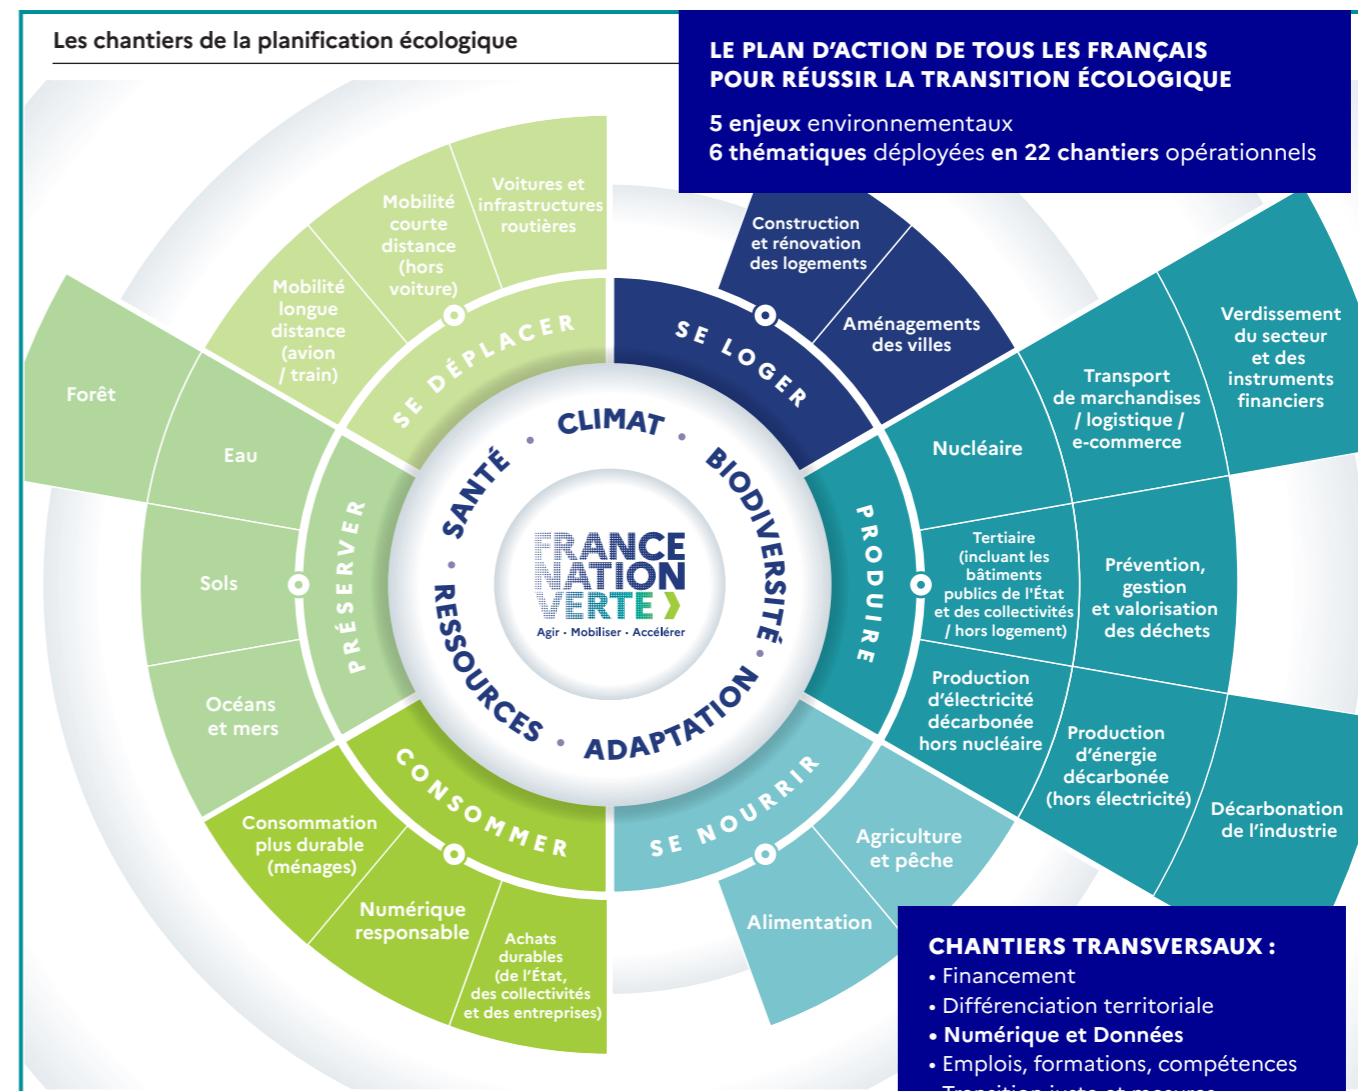 Les chantiers de la planification écologique
LE PLAN D'ACTION DE TOUS LES FRANÇAIS
POUR RÉUSSIR LA TRANSITION ÉCOLOGIQUE
5 enjeux environnementaux
6 thématiques déployées en 22 chantiers opérationnels
SE DÉPLACER
Voitures et
infrastructures
routières
Mobilité
courte
distance
(hors
voiture)
Mobilité
longue
distance
(avion
/ train)
SE LOGER
Construction
et rénovation
des logements
Aménagements
des villes
PRODUIRE
Nucléaire
Transport
de marchandises
/ logistique /
e-commerce
Verdissement
du secteur
et des
instruments
financiers
Tertiaire
(incluant les
bâtiments
publics de l'État
et des collectivités
/ hors logement)
Prévention,
gestion
et valorisation
des déchets
Production
d'électricité
décarbonée
hors nucléaire
Production
d'énergie
décarbonée
(hors électricité)
Décarbonation
de l'industrie
SE NOURRIR
Agriculture
et pêche
Alimentation
CONSOMMER
Consommation
plus durable
(ménages)
Numérique
responsable
Achats
durables
(de l'État,
des collectivités
et des entreprises)
PRÉSERVER
Forêt
Eau
Sols
Océans
et mers
SANTÉ • CLIMAT • BIODIVERSITÉ • ADAPTATION • RESSOURCES •
FRANCE
NATION
VERTE
Agir • Mobiliser • Accélérer
CHANTIERS TRANSVERSAUX :
• Financement
• Différenciation territoriale
• Numérique et Données
• Emplois, formations, compétences
• Transition juste et mesures